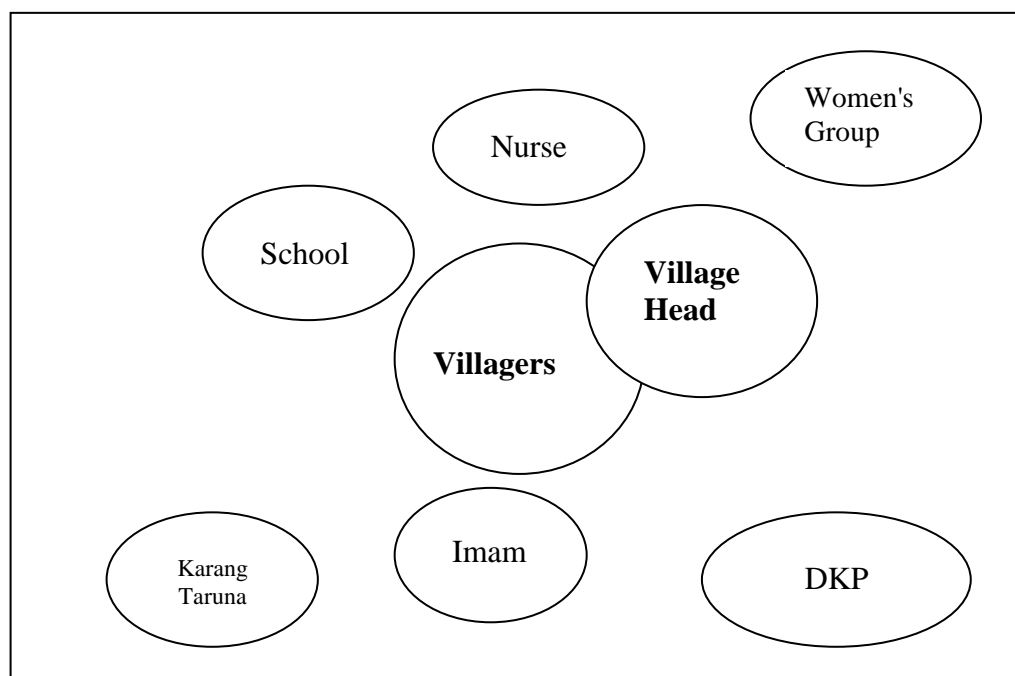 Women's
Group
Nurse
School
Village
Head
Villagers
Imam
Karang
Taruna
DKP